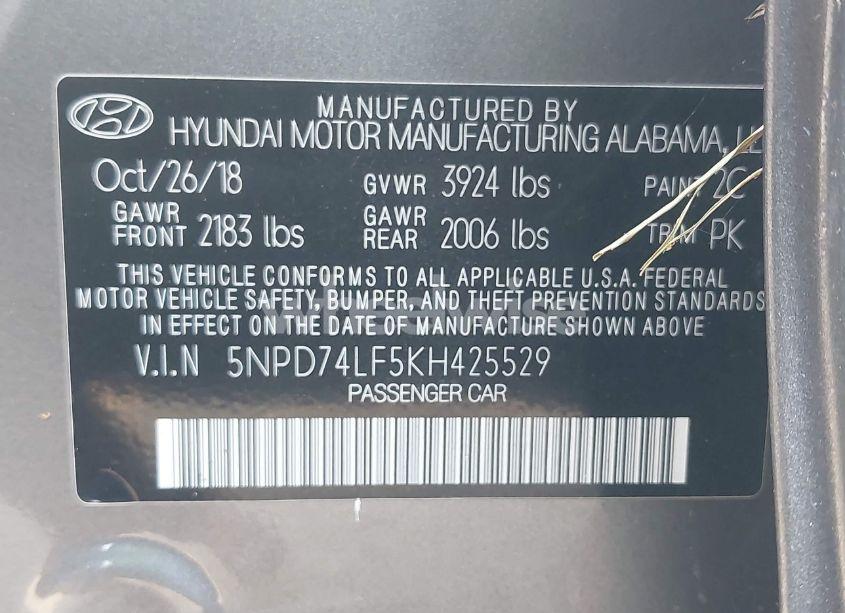 MANUFACTURED BY
HYUNDAI MOTOR MANUFACTURING ALABAMA,
Oct/26/18 GVWR 3924 lbs PAINT 2C
GAWR FRONT 2183 lbs GAWR REAR 2006 lbs TRIM PK
THIS VEHICLE CONFORMS TO ALL APPLICABLE U.S.A. FEDERAL
MOTOR VEHICLE SAFETY, BUMPER, AND THEFT PREVENTION STANDARDS
IN EFFECT ON THE DATE OF MANUFACTURE SHOWN ABOVE
V.I.N 5NPD74LF5KH425529
PASSENGER CAR